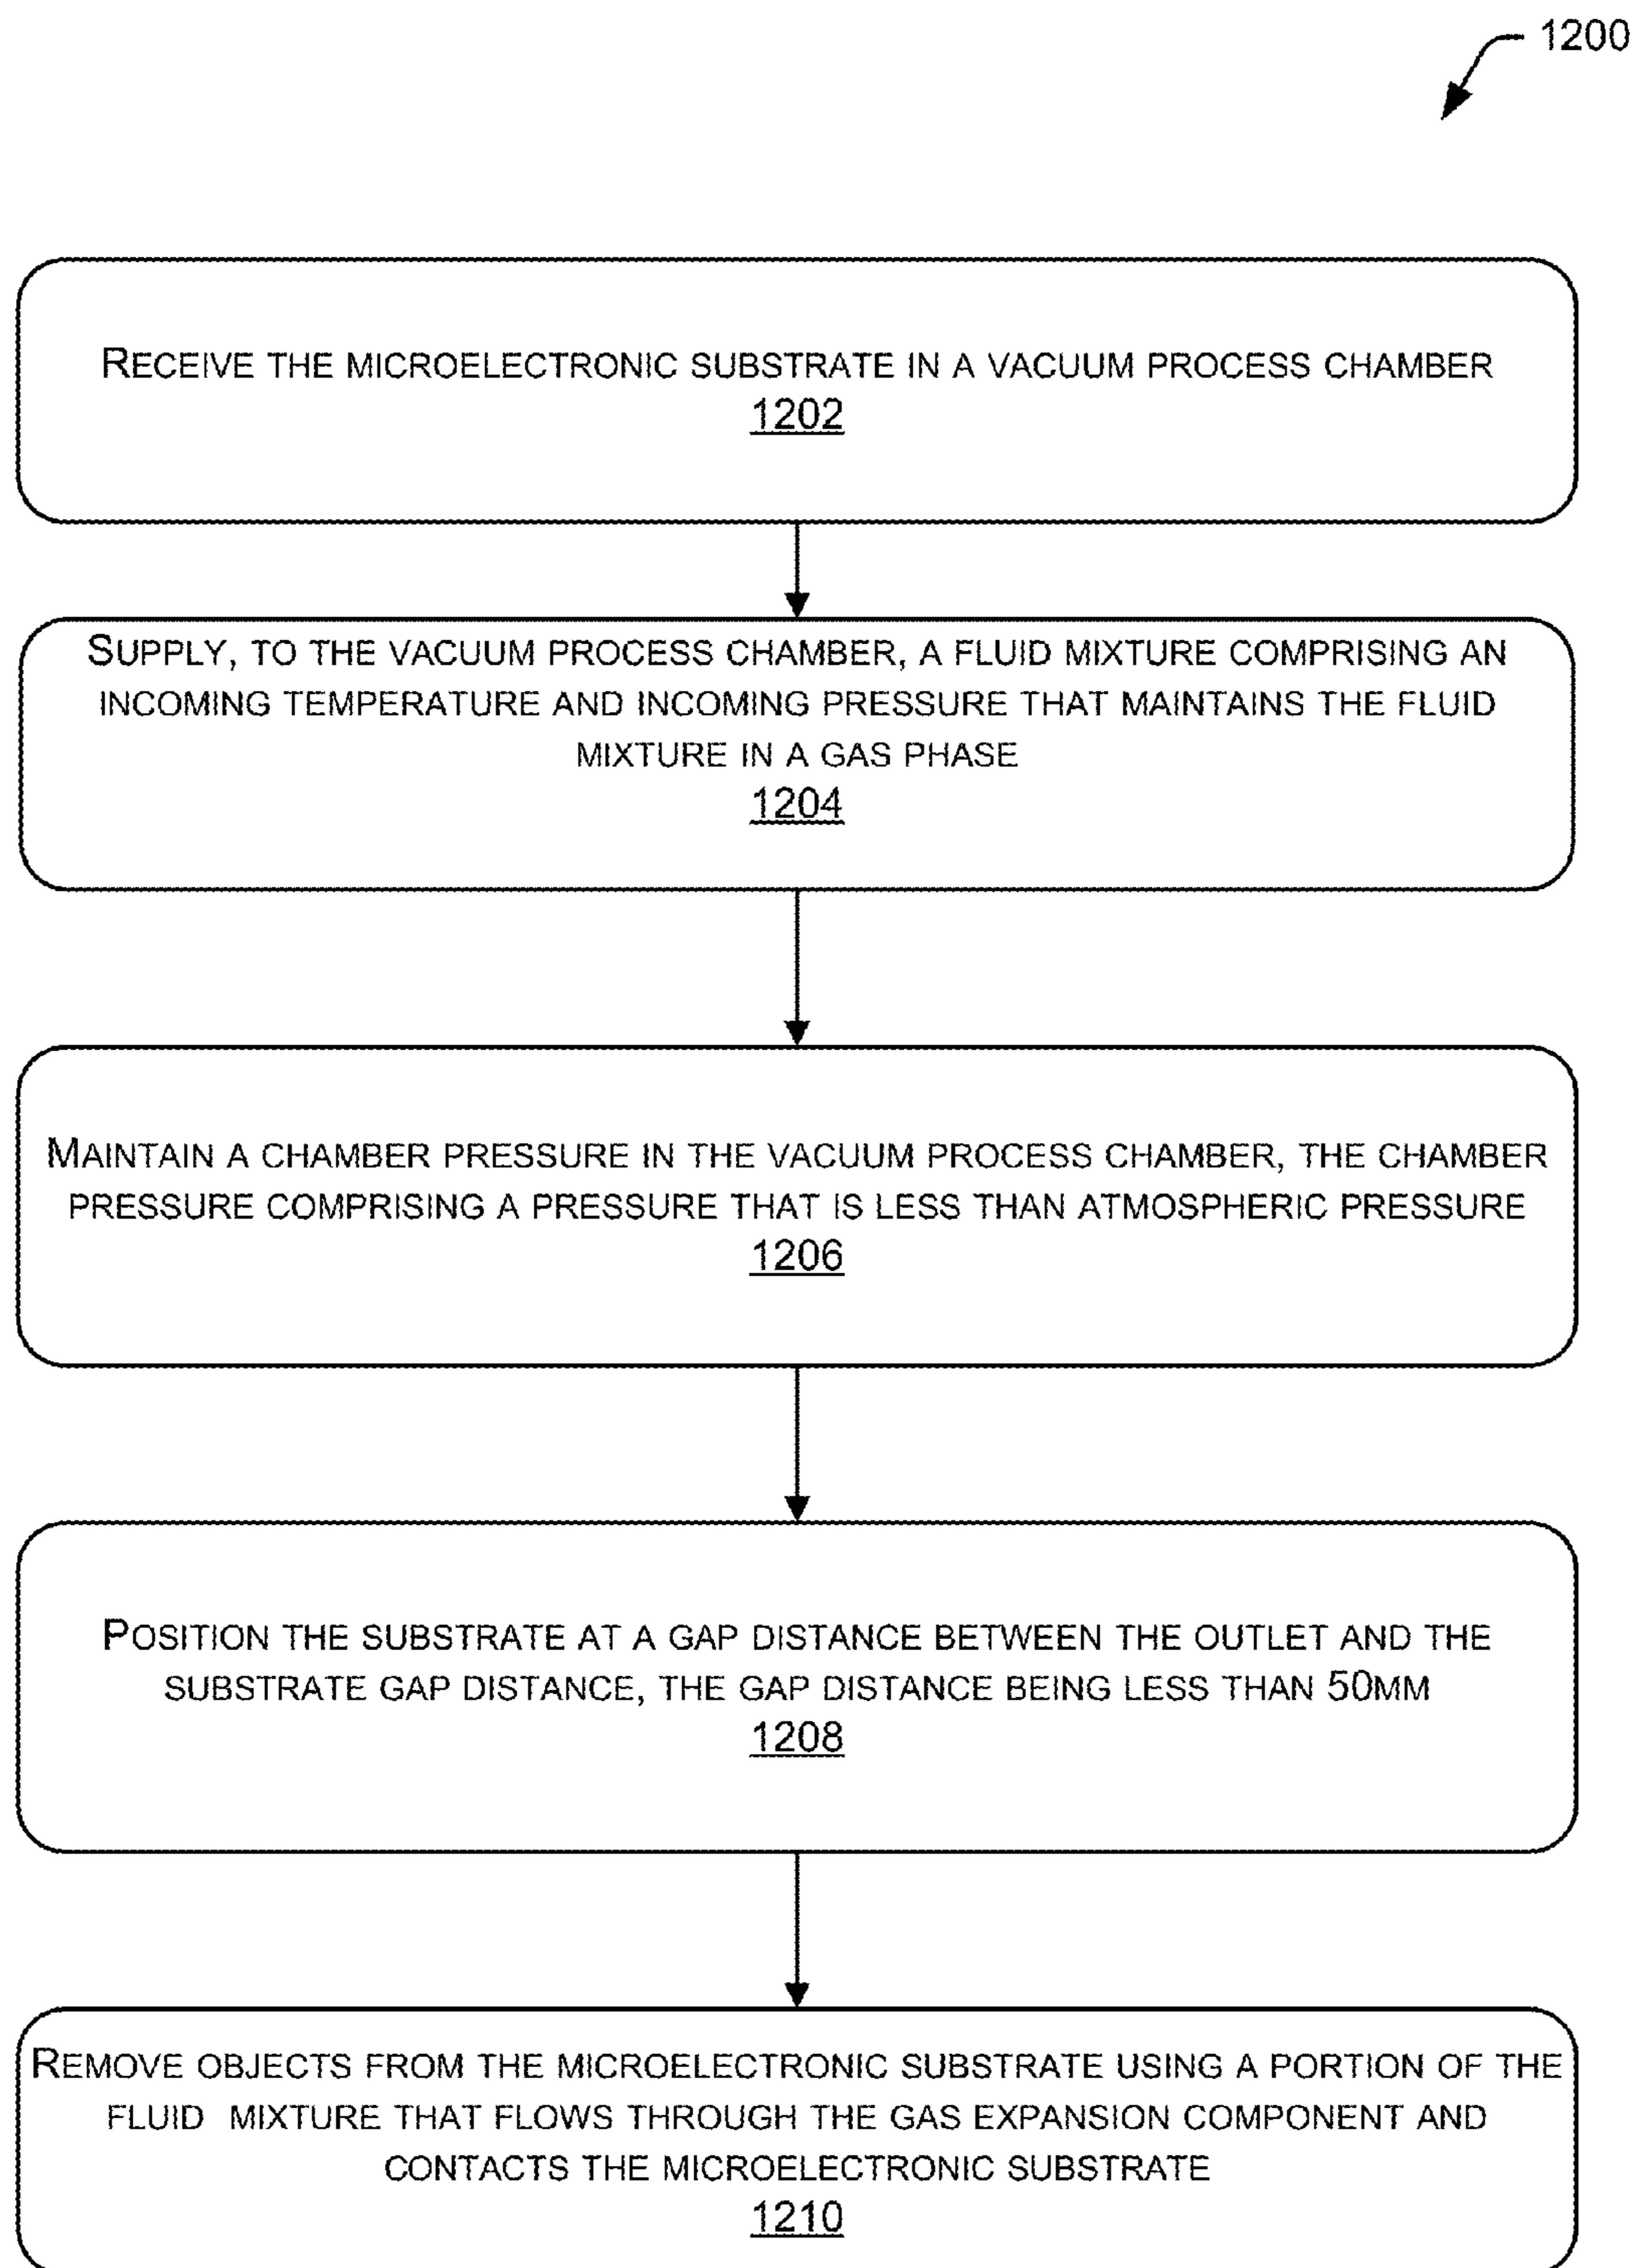 1200
RECEIVE THE MICROELECTRONIC SUBSTRATE IN A VACUUM PROCESS CHAMBER
1202
SUPPLY, TO THE VACUUM PROCESS CHAMBER, A FLUID MIXTURE COMPRISING AN
INCOMING TEMPERATURE AND INCOMING PRESSURE THAT MAINTAINS THE FLUID
MIXTURE IN A GAS PHASE
1204
MAINTAIN A CHAMBER PRESSURE IN THE VACUUM PROCESS CHAMBER, THE CHAMBER
PRESSURE COMPRISING A PRESSURE THAT IS LESS THAN ATMOSPHERIC PRESSURE
1206
POSITION THE SUBSTRATE AT A GAP DISTANCE BETWEEN THE OUTLET AND THE
SUBSTRATE GAP DISTANCE, THE GAP DISTANCE BEING LESS THAN 50MM
1208
REMOVE OBJECTS FROM THE MICROELECTRONIC SUBSTRATE USING A PORTION OF THE
FLUID MIXTURE THAT FLOWS THROUGH THE GAS EXPANSION COMPONENT AND
CONTACTS THE MICROELECTRONIC SUBSTRATE
1210